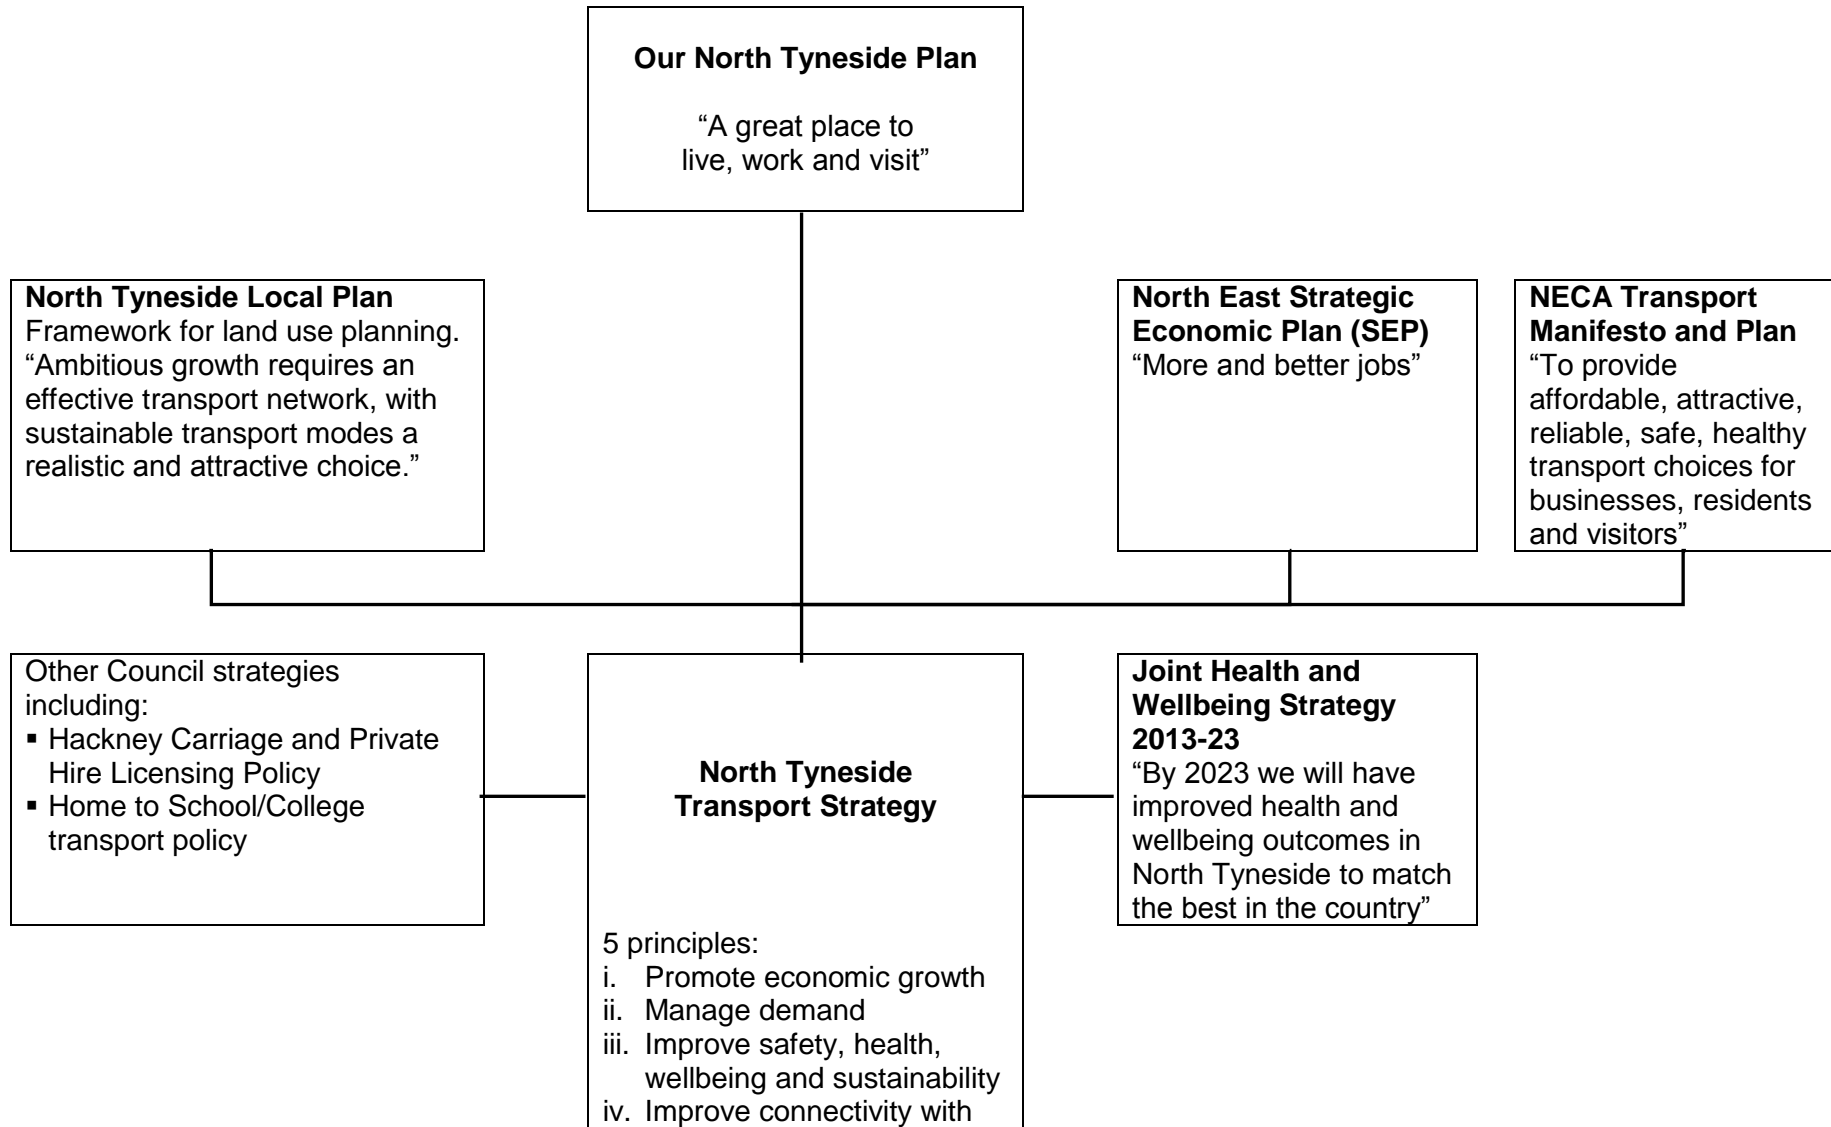 Our North Tyneside Plan
“A great place to
live, work and visit”
North Tyneside Local Plan
Framework for land use planning.
“Ambitious growth requires an
effective transport network, with
sustainable transport modes a
realistic and attractive choice.”
North East Strategic
Economic Plan (SEP)
“More and better jobs”
NECA Transport
Manifesto and Plan
“To provide
affordable, attractive,
reliable, safe, healthy
transport choices for
businesses, residents
and visitors”
Other Council strategies
including:
▪ Hackney Carriage and Private
Hire Licensing Policy
▪ Home to School/College
transport policy
North Tyneside
Transport Strategy
5 principles:
i. Promote economic growth
ii. Manage demand
iii. Improve safety, health,
wellbeing and sustainability
iv. Improve connectivity with
Joint Health and
Wellbeing Strategy
2013-23
“By 2023 we will have
improved health and
wellbeing outcomes in
North Tyneside to match
the best in the country”